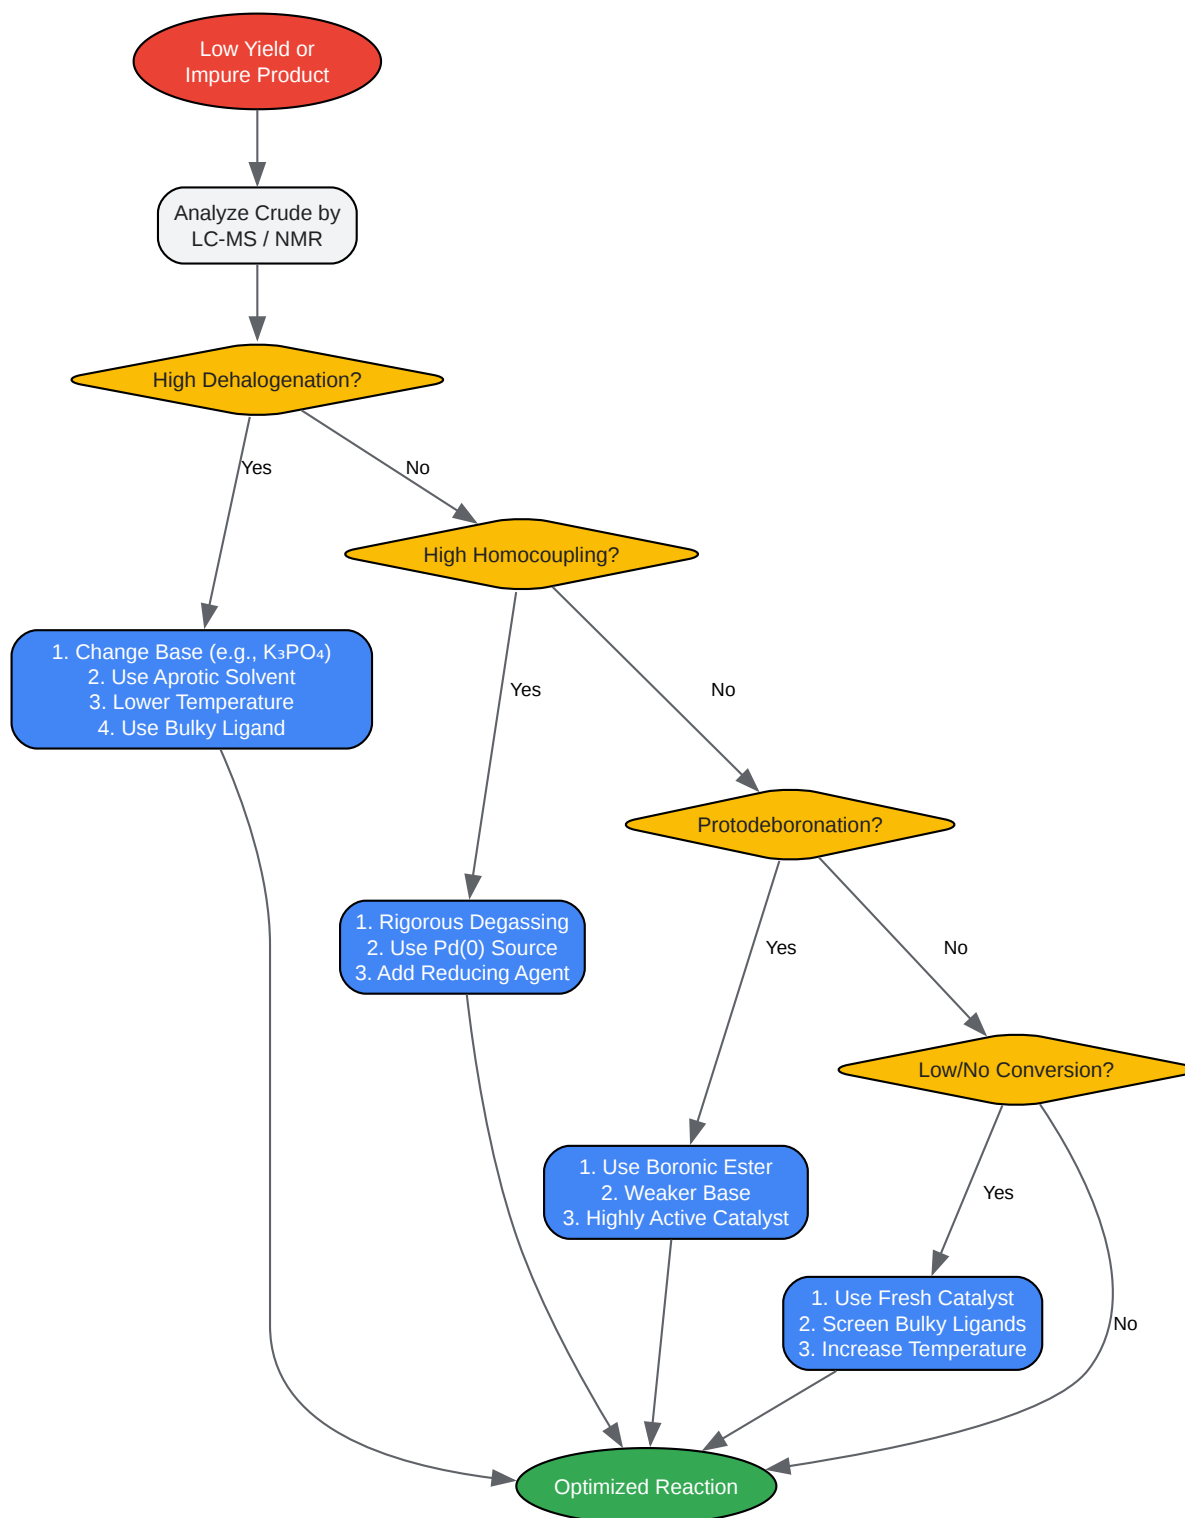 Low Yield or
Impure Product
Analyze Crude by
LC-MS / NMR
High Dehalogenation?
Yes
No
High Homocoupling?
1. Change Base (e.g., K₃PO₄)
2. Use Aprotic Solvent
3. Lower Temperature
4. Use Bulky Ligand
Yes
No
Protodeboronation?
1. Rigorous Degassing
2. Use Pd(0) Source
3. Add Reducing Agent
Yes
No
Low/No Conversion?
1. Use Boronic Ester
2. Weaker Base
3. Highly Active Catalyst
Yes
1. Use Fresh Catalyst
2. Screen Bulky Ligands
3. Increase Temperature
No
Optimized Reaction